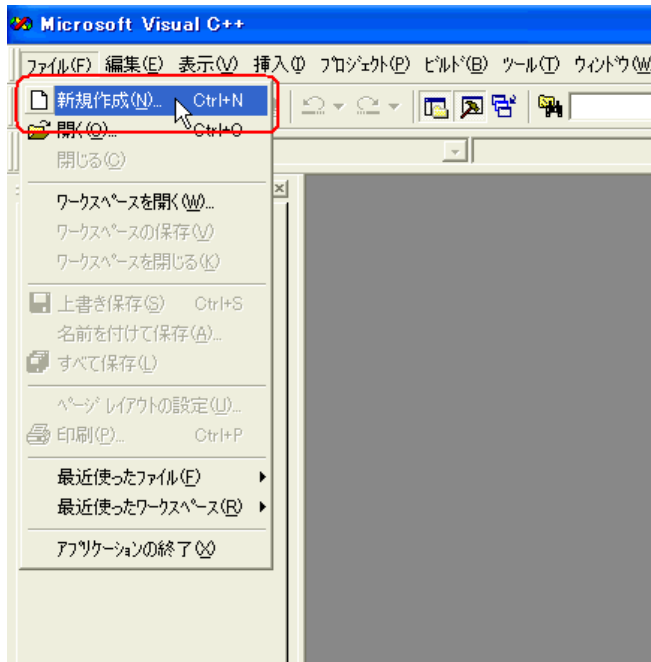 Microsoft Visual C++
ファイル(F) 編集(E) 表示(V) 挿入(I) プロジェクト(P) ビルド(B) ツール(T) ウィンドウ(W
新規作成(N)... Ctrl+N
開く(O)... Ctrl+O
閉じる(C)
ワークスペースを開く(W)...
ワークスペースの保存(V)
ワークスペースを閉じる(K)
上書き保存(S) Ctrl+S
名前を付けて保存(A)...
すべて保存(L)
ページ レイアウトの設定(U)...
印刷(P)... Ctrl+P
最近使ったファイル(F)
最近使ったワークスペース(R)
アプリケーションの終了(X)